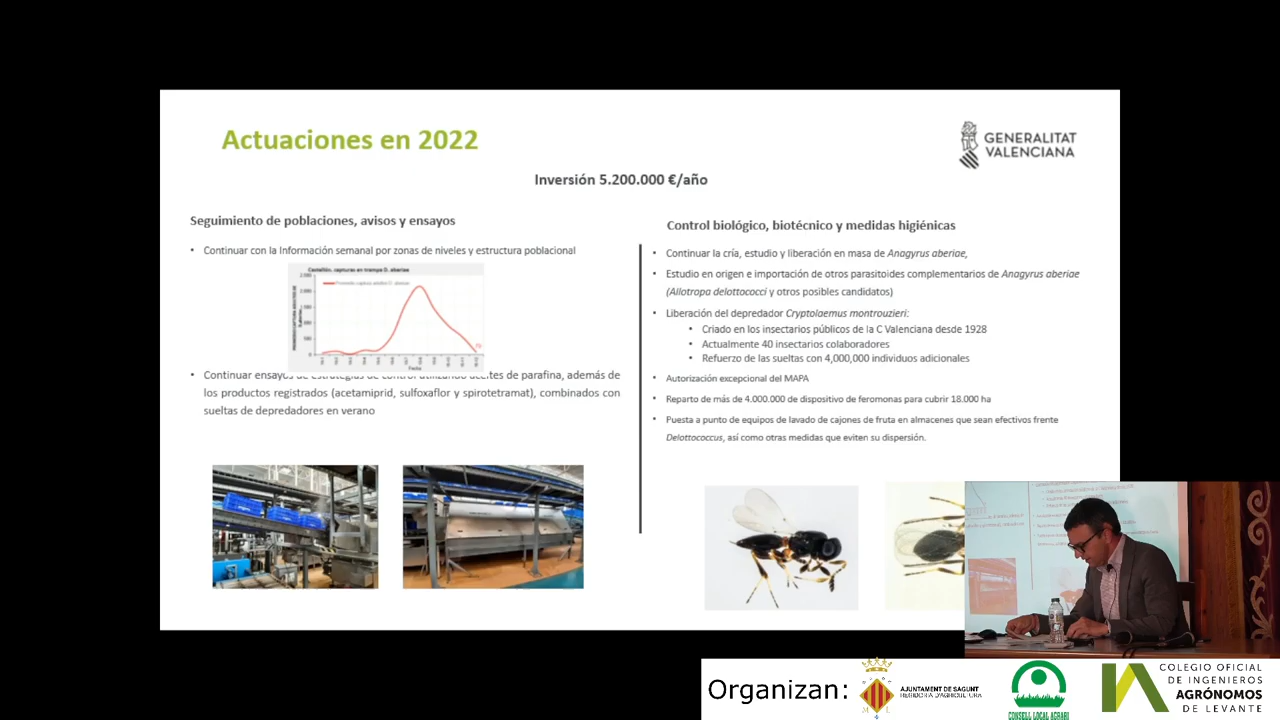 Actuaciones en 2022
GENERALITAT
VALENCIANA
Inversión 5.200.000 €/año
Seguimiento de poblaciones, avisos y ensayos
• Continuar con la Información semanal por zonas de niveles y estructura poblacional
Castellón, capturas en trampa D. aberiae
Fecha
• Continuar ensayos de estrategias de control utilizando aceites de parafina, además de
los productos registrados (acetamiprid, sulfoxaflor y spirotetramat), combinados con
sueltas de depredadores en verano
Control biológico, biotécnico y medidas higiénicas
• Continuar la cría, estudio y liberación en masa de Anagyrus aberiae,
• Estudio en origen e importación de otros parasitoides complementarios de Anagyrus aberiae
(Allotropa delottococci y otros posibles candidatos)
• Liberación del depredador Cryptolaemus montrouzieri:
• Criado en los insectarios públicos de la C Valenciana desde 1928
• Actualmente 40 insectarios colaboradores
• Refuerzo de las sueltas con 4,000,000 individuos adicionales
• Autorización excepcional del MAPA
• Reparto de más de 4.000.000 de dispositivo de feromonas para cubrir 18.000 ha
• Puesta a punto de equipos de lavado de cajones de fruta en almacenes que sean efectivos frente
Delottococcus, así como otras medidas que eviten su dispersión.
Organizan:
AJUNTAMENT DE SAGUNT
REGIDORIA D'AGRICULTURA
CONSELL LOCAL AGRARI
COLEGIO OFICIAL
DE INGENIEROS
AGRÓNOMOS
DE LEVANTE